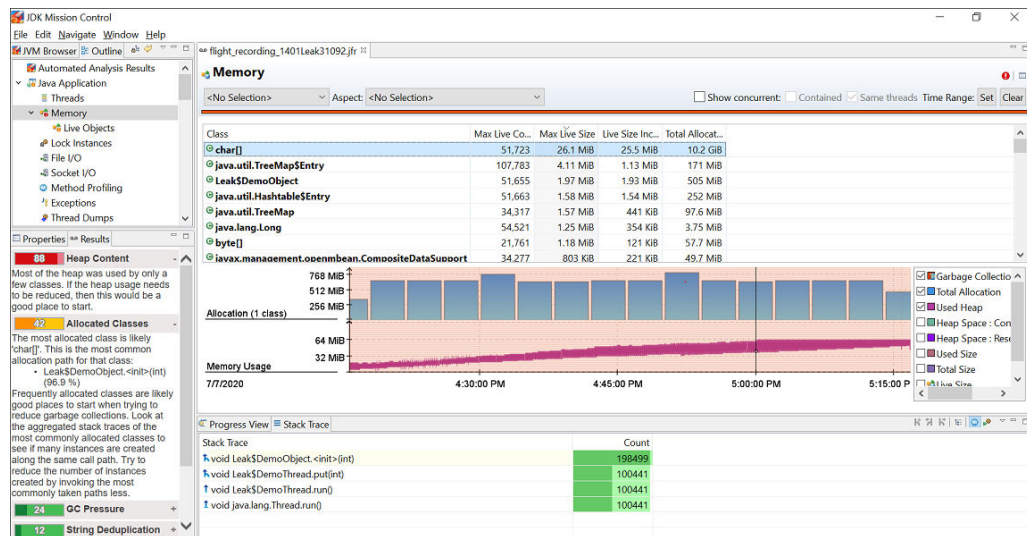 JDK Mission Control
File Edit Navigate Window Help
JVM Browser Outline
flight_recording_1401Leak31092.jfr
Automated Analysis Results
Java Application
Threads
Memory
Live Objects
Lock Instances
File I/O
Socket I/O
Method Profiling
Exceptions
Thread Dumps
Memory
<No Selection> Aspect: <No Selection> Show concurrent: Contained Same threads Time Range: Set Clear
Class Max Live Co... Max Live Size Live Size Inc... Total Allocat...
char[] 51,723 26.1 MiB 25.5 MiB 10.2 GiB
java.util.TreeMap$Entry 107,783 4.11 MiB 1.13 MiB 171 MiB
Leak$DemoObject 51,655 1.97 MiB 1.93 MiB 505 MiB
java.util.Hashtable$Entry 51,663 1.58 MiB 1.54 MiB 252 MiB
java.util.TreeMap 34,317 1.57 MiB 441 KiB 97.6 MiB
java.lang.Long 54,521 1.25 MiB 354 KiB 3.75 MiB
byte[] 21,761 1.18 MiB 121 KiB 57.7 MiB
javax.management.openmbean.CompositeDataSupport 34,277 803 KiB 221 KiB 49.7 MiB
Properties Results
88 Heap Content -
Most of the heap was used by only a
few classes. If the heap usage needs
to be reduced, then this would be a
good place to start.
42 Allocated Classes -
The most allocated class is likely
'char[]'. This is the most common
allocation path for that class:
• Leak$DemoObject.<init>(int)
(96.9 %)
Frequently allocated classes are likely
good places to start when trying to
reduce garbage collections. Look at
the aggregated stack traces of the
most commonly allocated classes to
see if many instances are created
along the same call path. Try to
reduce the number of instances
created by invoking the most
commonly taken paths less.
24 GC Pressure +
12 String Deduplication +
768 MiB
512 MiB
256 MiB
Allocation (1 class)
64 MiB
32 MiB
Memory Usage
7/7/2020 4:30:00 PM 4:45:00 PM 5:00:00 PM 5:15:00 P
Garbage Collectio
Total Allocation
Used Heap
Heap Space : Con
Heap Space : Rese
Used Size
Total Size
Live Size
Progress View Stack Trace
Stack Trace Count
void Leak$DemoObject.<init>(int) 198499
void Leak$DemoThread.put(int) 100441
void Leak$DemoThread.run() 100441
void java.lang.Thread.run() 100441